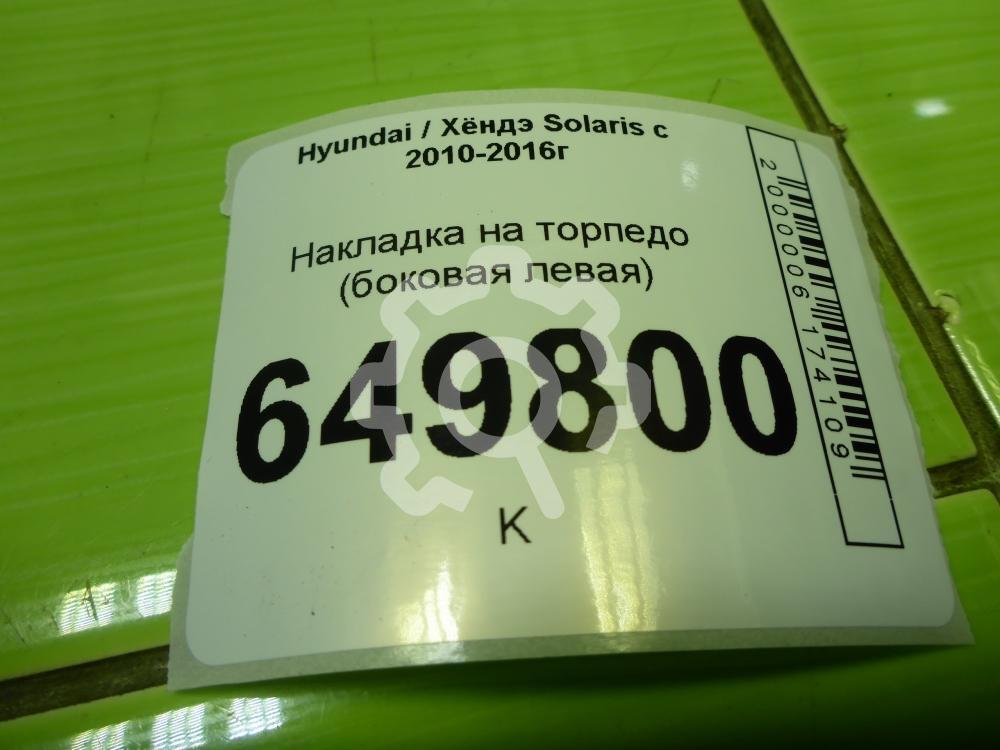 Hyundai / Хёндэ Solaris с
2010-2016г
Накладка на торпедо
(боковая левая)
649800
К
2000006174109